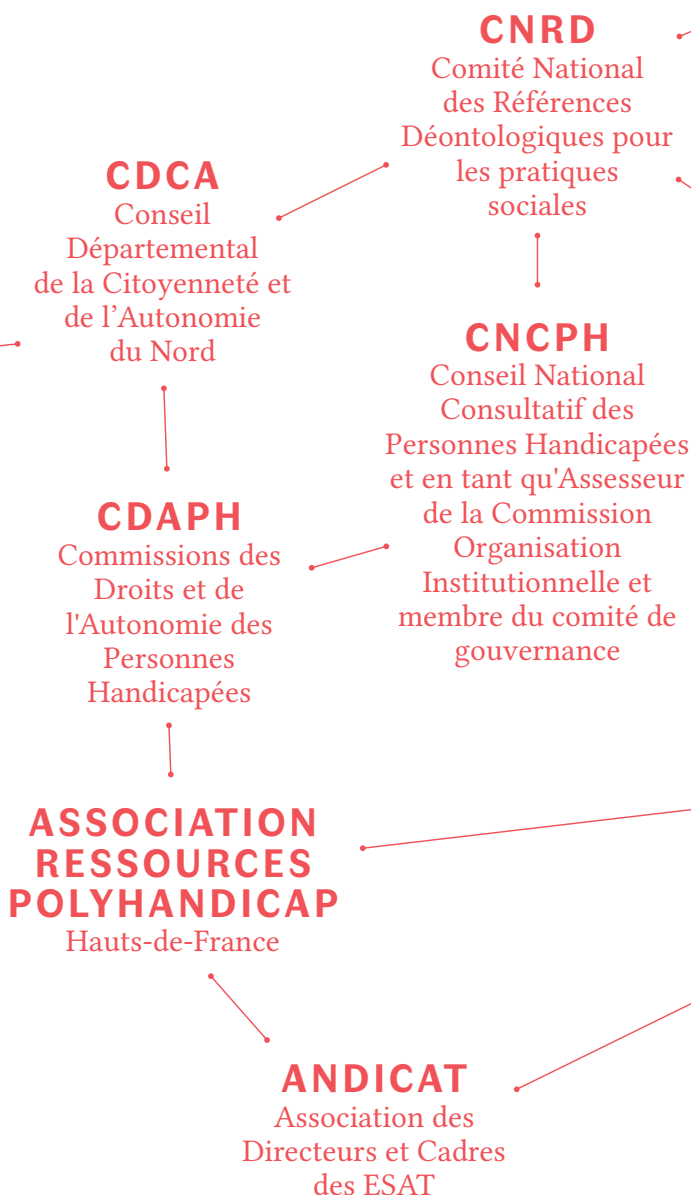 CNRD
Comité National
des Références
Déontologiques pour
les pratiques
sociales
CDCA
Conseil
Départemental
de la Citoyenneté et
de l’Autonomie
du Nord
CNCPH
Conseil National
Consultatif des
Personnes Handicapées
et en tant qu'Assesseur
de la Commission
Organisation
Institutionnelle et
membre du comité de
gouvernance
CDAPH
Commissions des
Droits et de
l'Autonomie des
Personnes
Handicapées
ASSOCIATION
RESSOURCES
POLYHANDICAP
Hauts-de-France
ANDICAT
Association des
Directeurs et Cadres
des ESAT